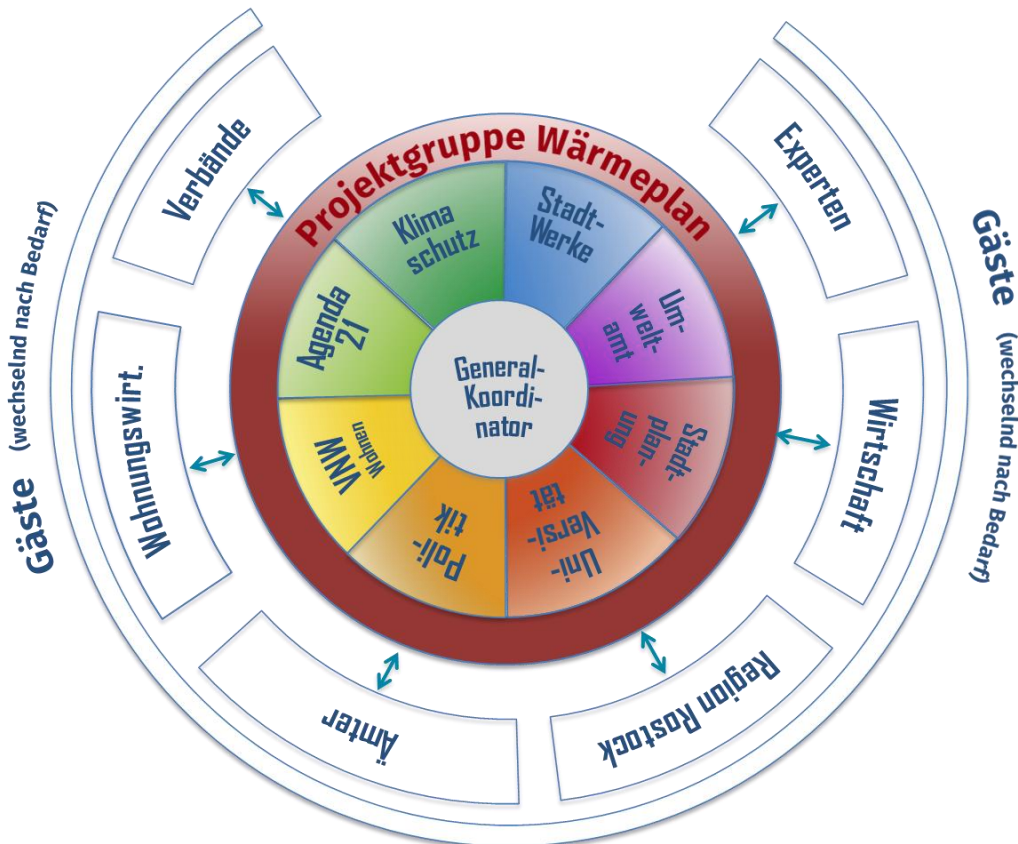 Projektgruppe Wärmeplan
Klima
schutz
Stadt-
Werke
Um-
welt-
amt
Stadt-
plan-
ung
Uni-
Versi-
tät
Poli-
tik
VNW
Wohnen
Agenda
21
General-
Koordi-
nator
Verbände
Experten
Wirtschaft
Region Rostock
Ämter
Wohnungswirt.
Gäste (wechselnd nach Bedarf)
Gäste (wechselnd nach Bedarf)